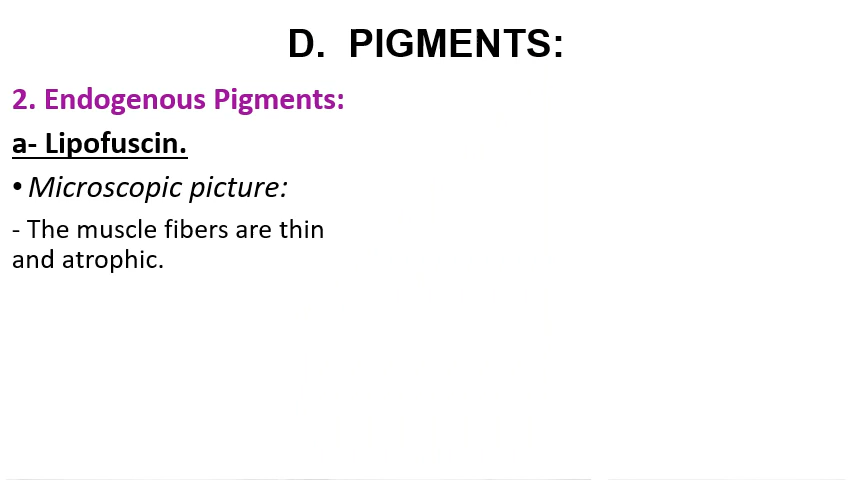 D. PIGMENTS:
2. Endogenous Pigments:
a- Lipofuscin.
• Microscopic picture:
- The muscle fibers are thin
and atrophic.